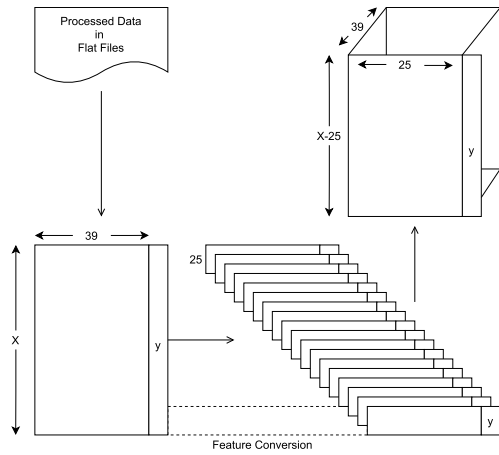 Processed Data
in
Flat Files
39
25
X-25
y
39
25
X
y
y
Feature Conversion